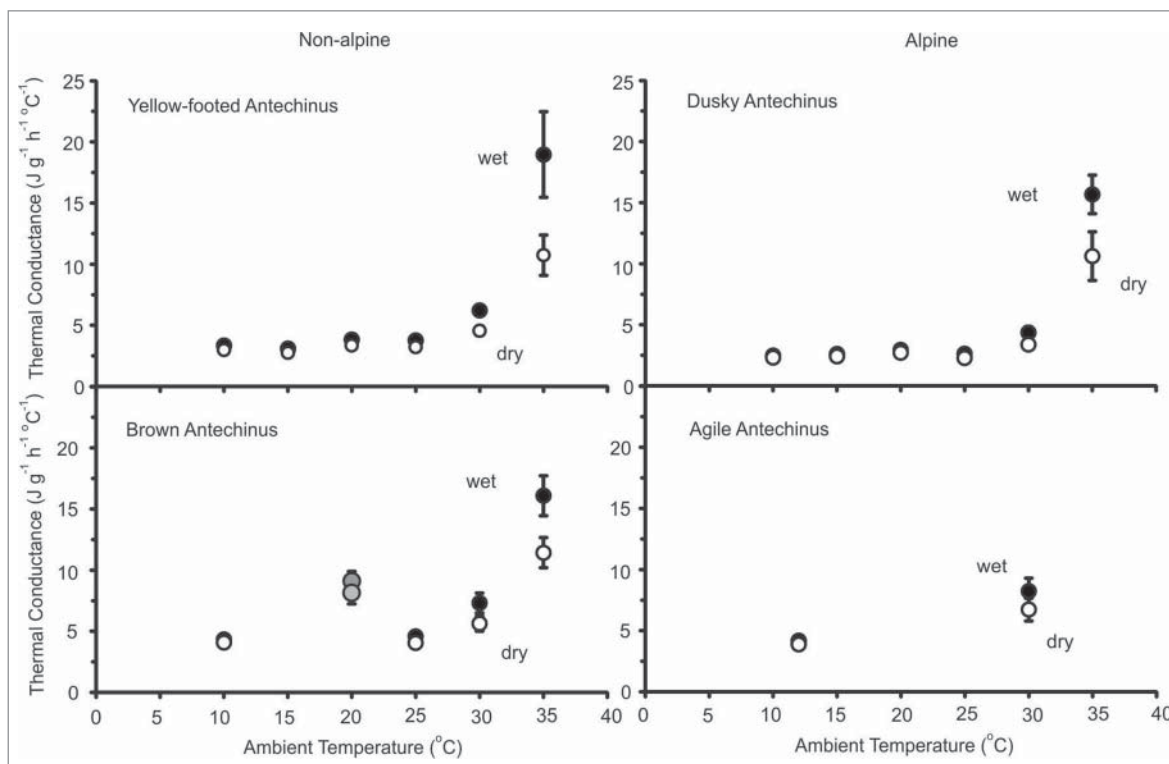 Non-alpine
Alpine
Thermal Conductance (J g⁻¹ h⁻¹ °C⁻¹)
25
20
15
10
5
0
Yellow-footed Antechinus
wet
dry
25
20
15
10
5
0
Dusky Antechinus
wet
dry
Thermal Conductance (J g⁻¹ h⁻¹ °C⁻¹)
20
15
10
5
0
Brown Antechinus
wet
dry
0 5 10 15 20 25 30 35 40
Ambient Temperature (°C)
20
15
10
5
0
Agile Antechinus
wet
dry
0 5 10 15 20 25 30 35 40
Ambient Temperature (°C)